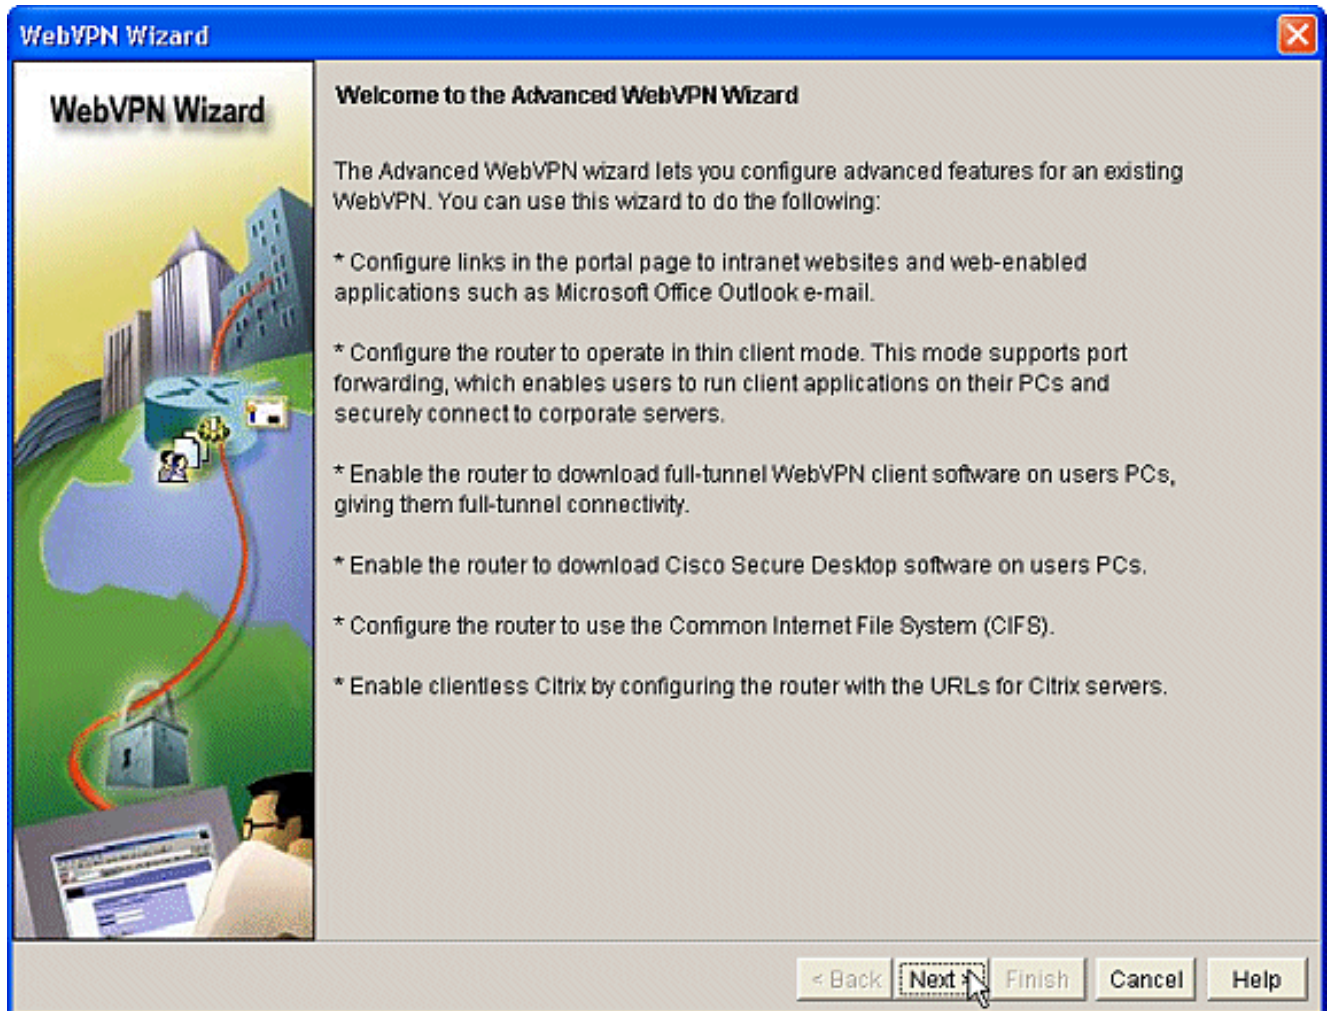 WebVPN Wizard
WebVPN Wizard
Welcome to the Advanced WebVPN Wizard
The Advanced WebVPN wizard lets you configure advanced features for an existing
WebVPN. You can use this wizard to do the following:
* Configure links in the portal page to intranet websites and web-enabled
applications such as Microsoft Office Outlook e-mail.
* Configure the router to operate in thin client mode. This mode supports port
forwarding, which enables users to run client applications on their PCs and
securely connect to corporate servers.
* Enable the router to download full-tunnel WebVPN client software on users PCs,
giving them full-tunnel connectivity.
* Enable the router to download Cisco Secure Desktop software on users PCs.
* Configure the router to use the Common Internet File System (CIFS).
* Enable clientless Citrix by configuring the router with the URLs for Citrix servers.
< Back Next > Finish Cancel Help